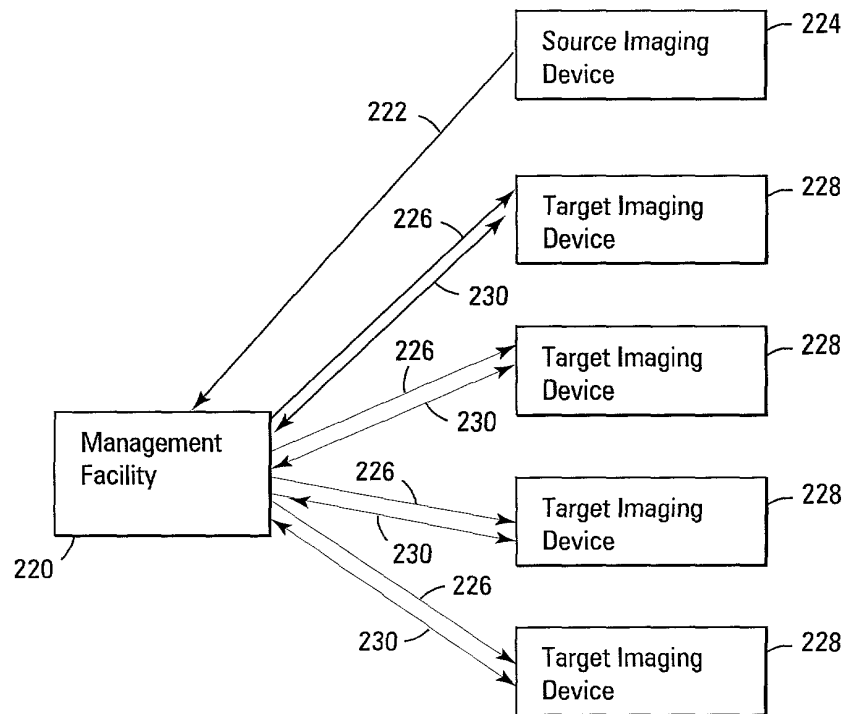 Source Imaging
Device
224
222
Target Imaging
Device
228
226
230
Target Imaging
Device
228
226
230
Management
Facility
220
Target Imaging
Device
228
226
230
Target Imaging
Device
228
226
230